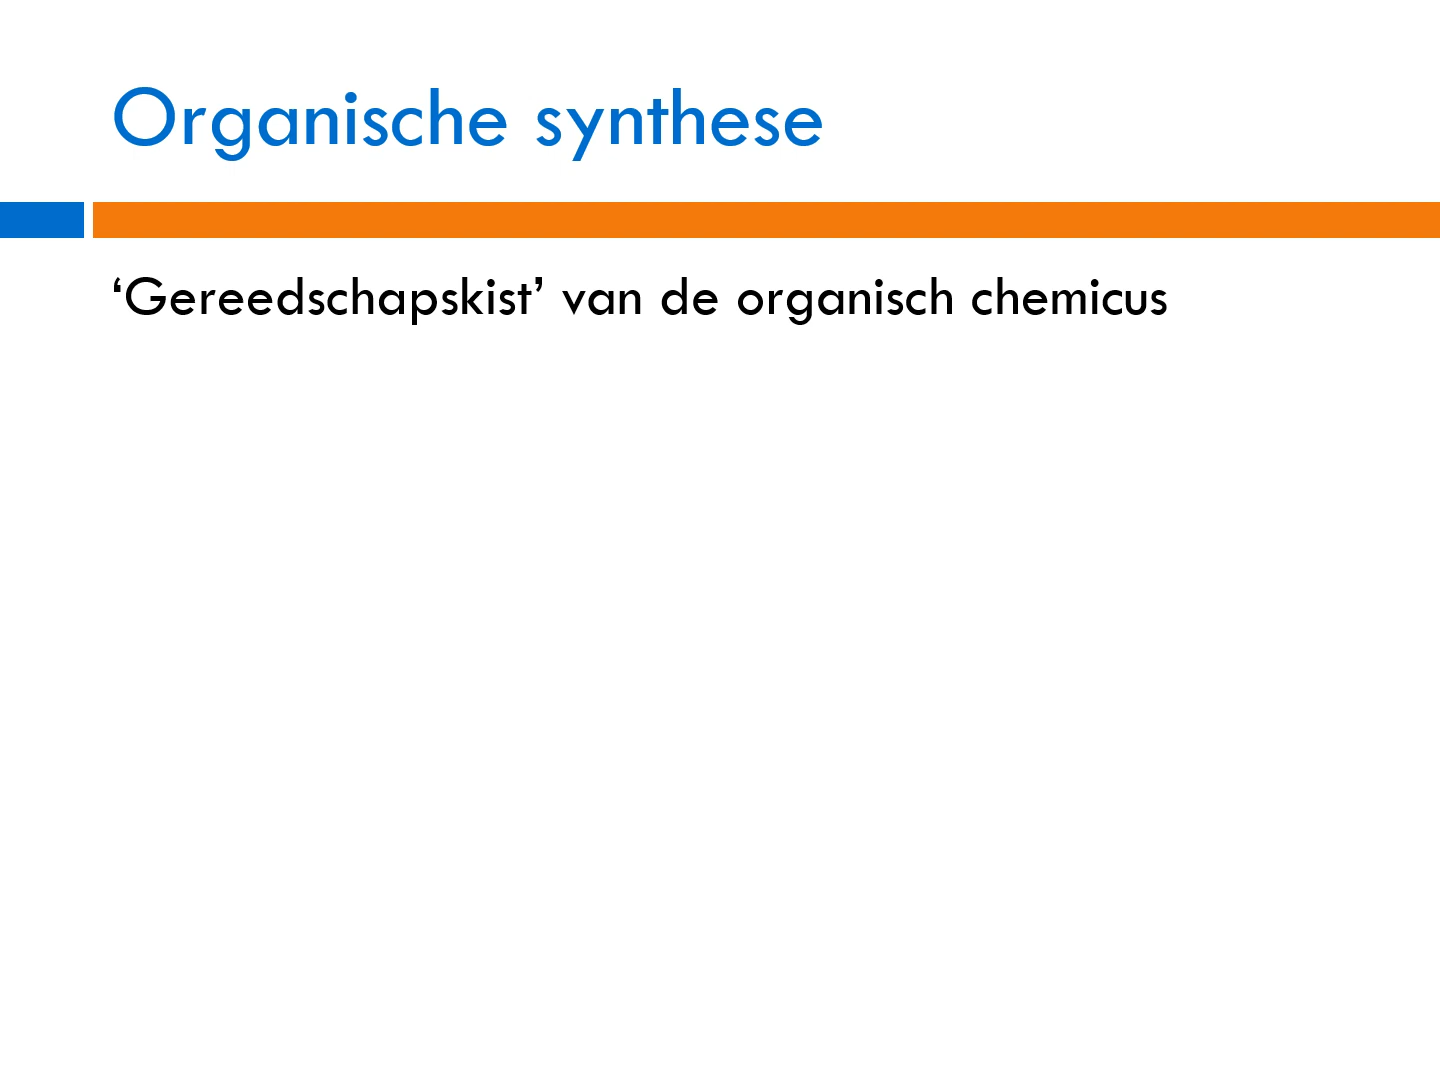 Organische synthese
‘Gereedschapskist’ van de organisch chemicus